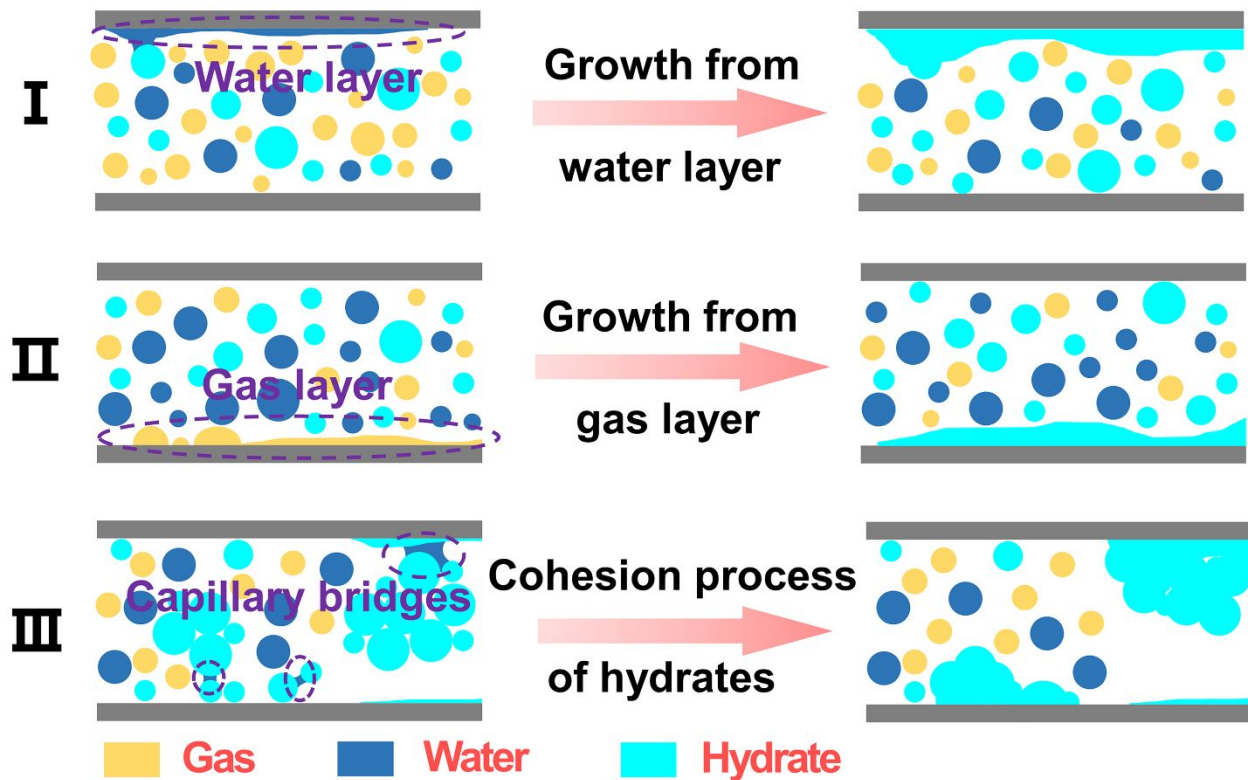 Water layer
I
Growth from
water layer
Gas layer
II
Growth from
gas layer
Capillary bridges
III
Cohesion process
of hydrates
Gas
Water
Hydrate